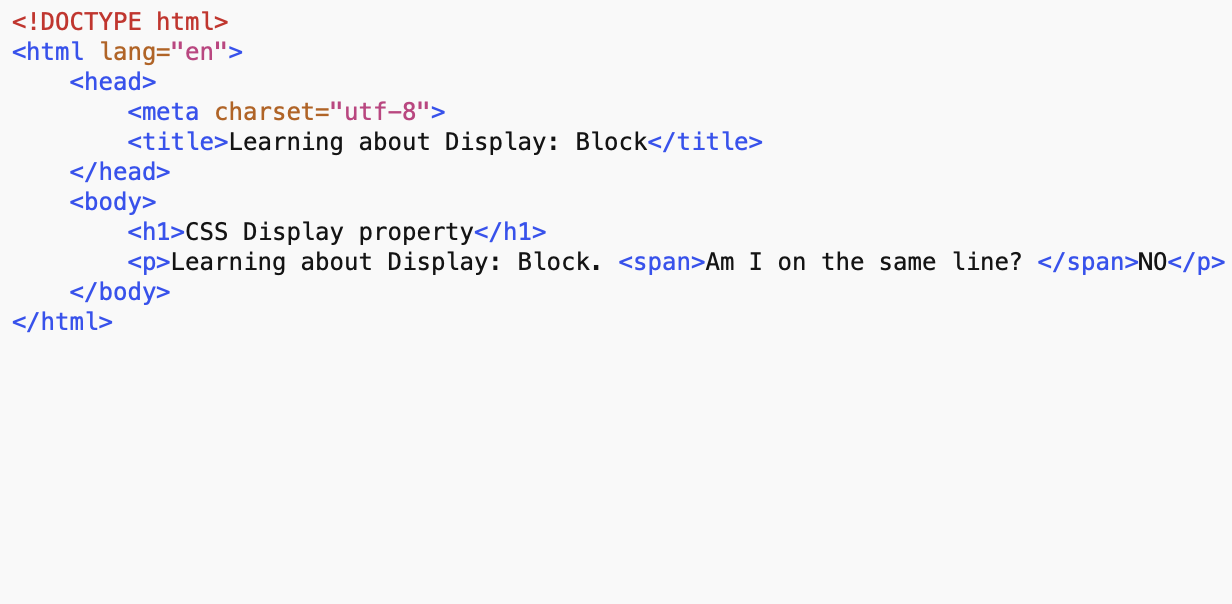 <!DOCTYPE html>
<html lang="en">
    <head>
        <meta charset="utf-8">
        <title>Learning about Display: Block</title>
    </head>
    <body>
        <h1>CSS Display property</h1>
        <p>Learning about Display: Block. <span>Am I on the same line? </span>NO</p>
    </body>
</html>